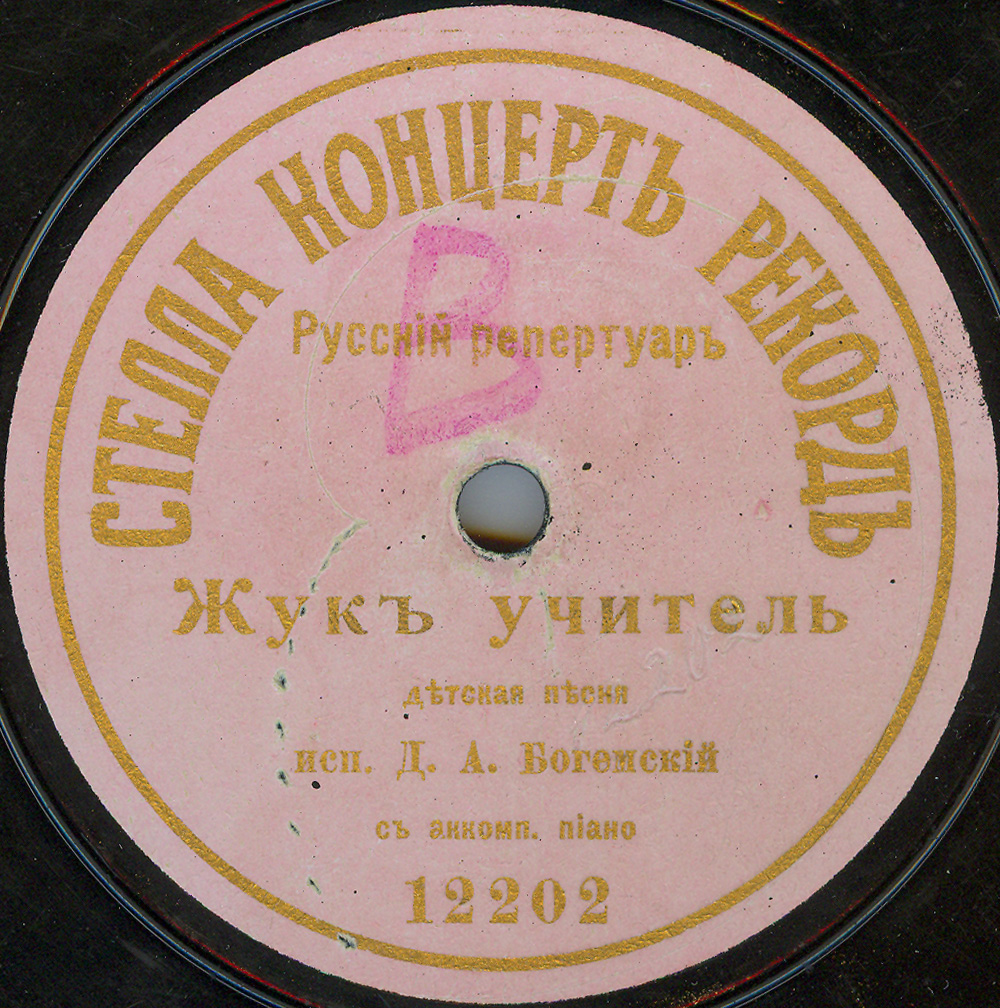 СТЕЛЛА КОНЦЕРТЪ РЕКОРДЪ
В
Русскій репертуаръ
Жукъ учитель
дѣтская пѣсня
исп. Д. А. Богемскій
съ аккомп. піано
12202